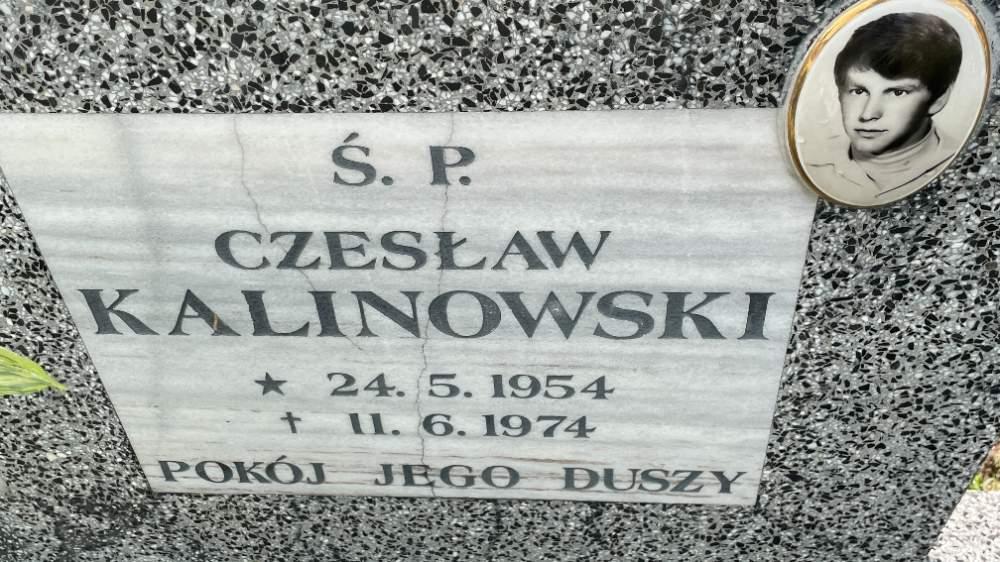 Ś. P.
CZESŁAW
KALINOWSKI
★ 24. 5. 1954
✝ 11. 6. 1974
POKÓJ JEGO DUSZY